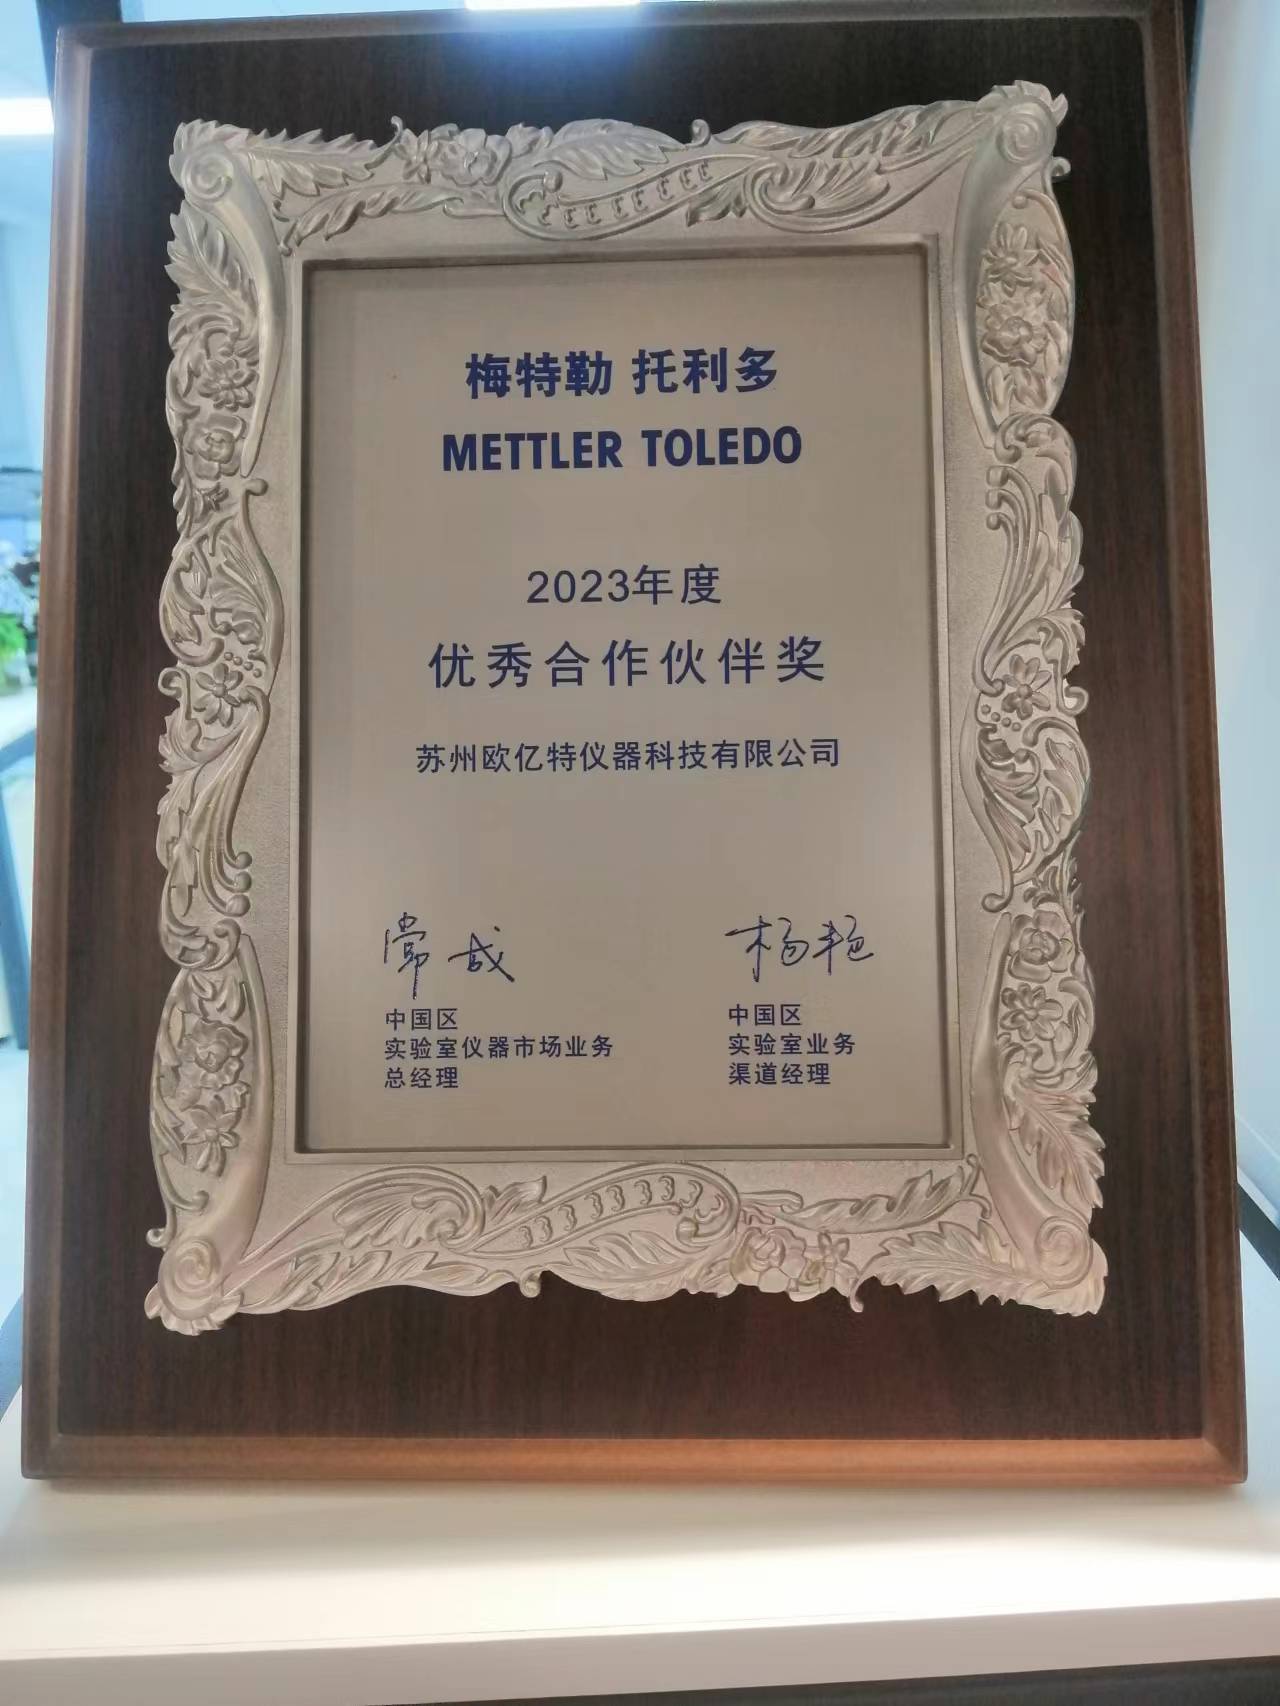 梅特勒 托利多
METTLER TOLEDO
2023年度
优秀合作伙伴奖
苏州欧亿特仪器科技有限公司
杨艳
中国区
实验室仪器市场业务
总经理
中国区
实验室业务
渠道经理